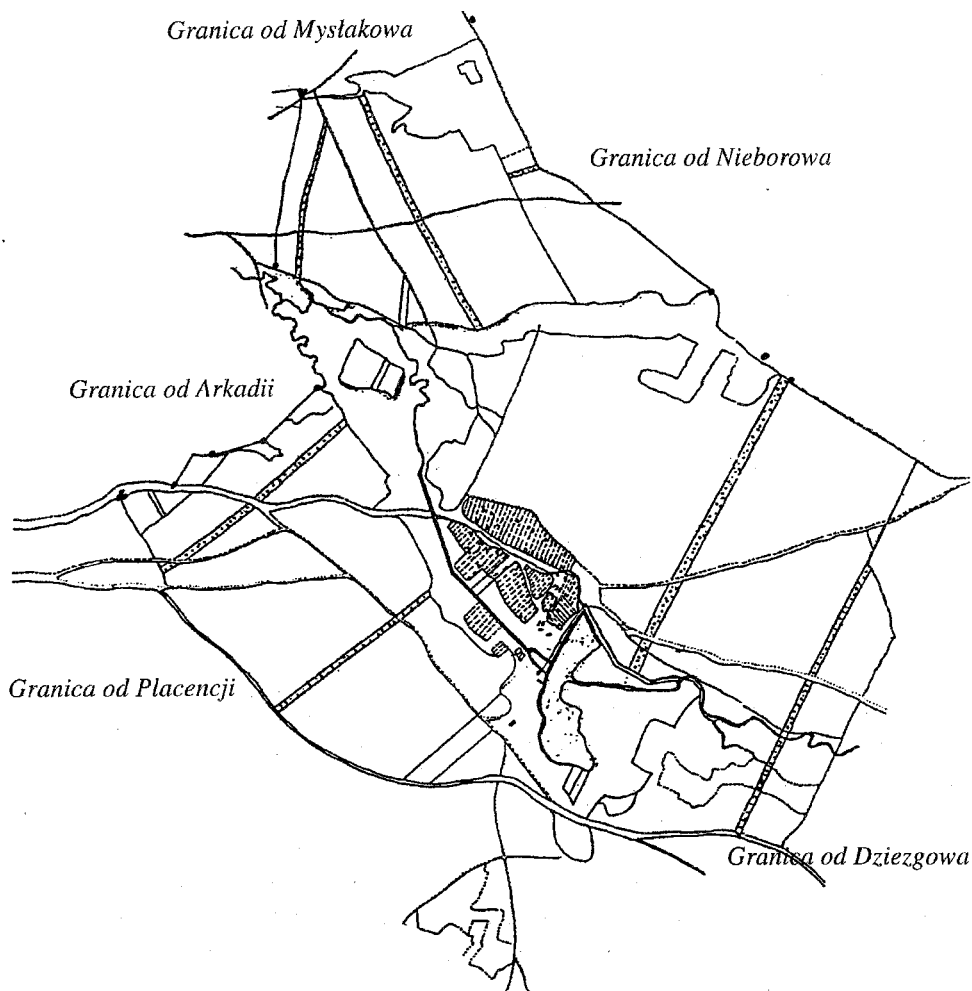 Granica od Mysłakowa
Granica od Nieborowa
Granica od Arkadii
Granica od Placencji
Granica od Dziezgowa